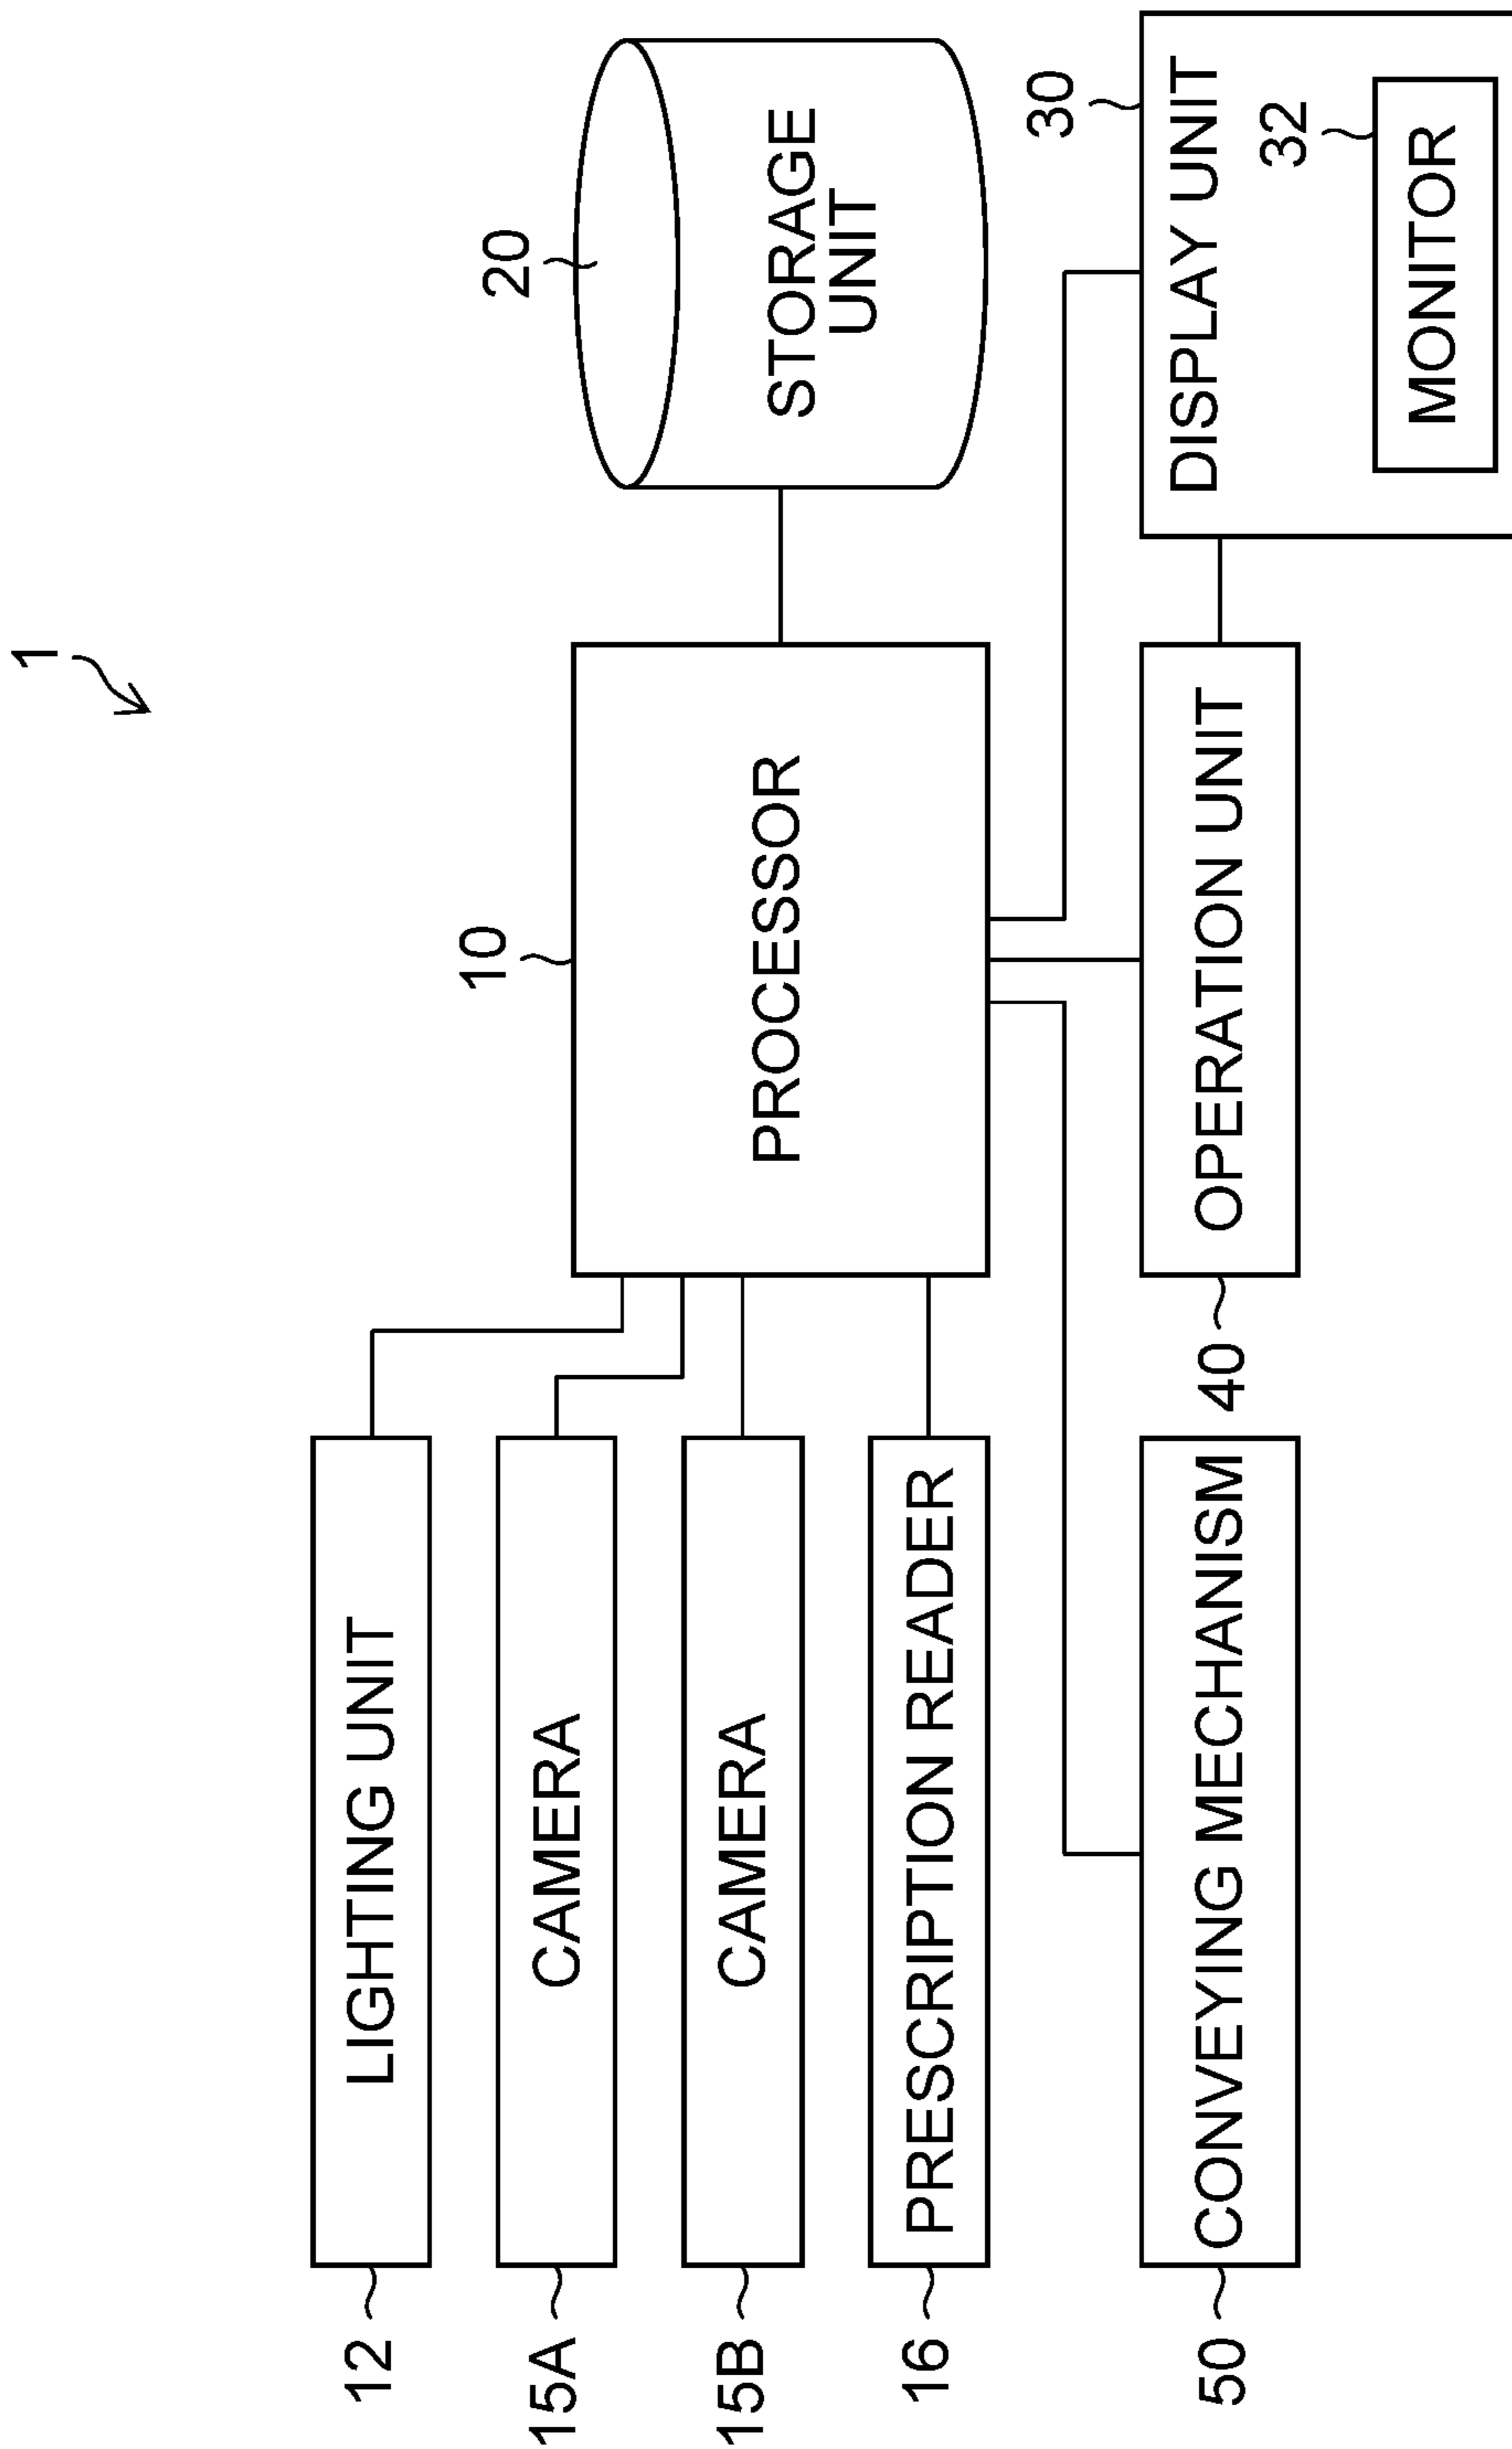 1
12
LIGHTING UNIT
15A
CAMERA
15B
CAMERA
16
PRESCRIPTION READER
10
PROCESSOR
20
STORAGE
UNIT
50
CONVEYING MECHANISM
40
OPERATION UNIT
30
DISPLAY UNIT
32
MONITOR